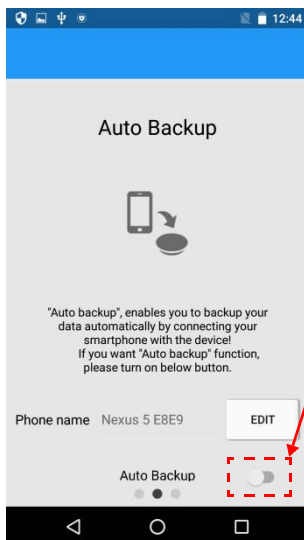 12:44
Auto Backup
"Auto backup", enables you to backup your
data automatically by connecting
smartphone with the device!
If you want "Auto backup" function,
please turn on below button.
Phone name Nexus 5 E8E9 EDIT
Auto Backup